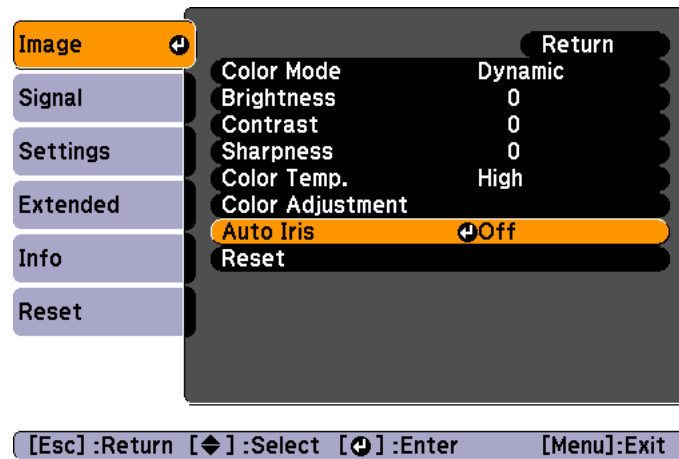 Image
Signal
Settings
Extended
Info
Reset
Return
Color Mode Dynamic
Brightness 0
Contrast 0
Sharpness 0
Color Temp. High
Color Adjustment
Auto Iris Off
Reset
[Esc] :Return [◆] :Select [↵] :Enter [Menu]:Exit